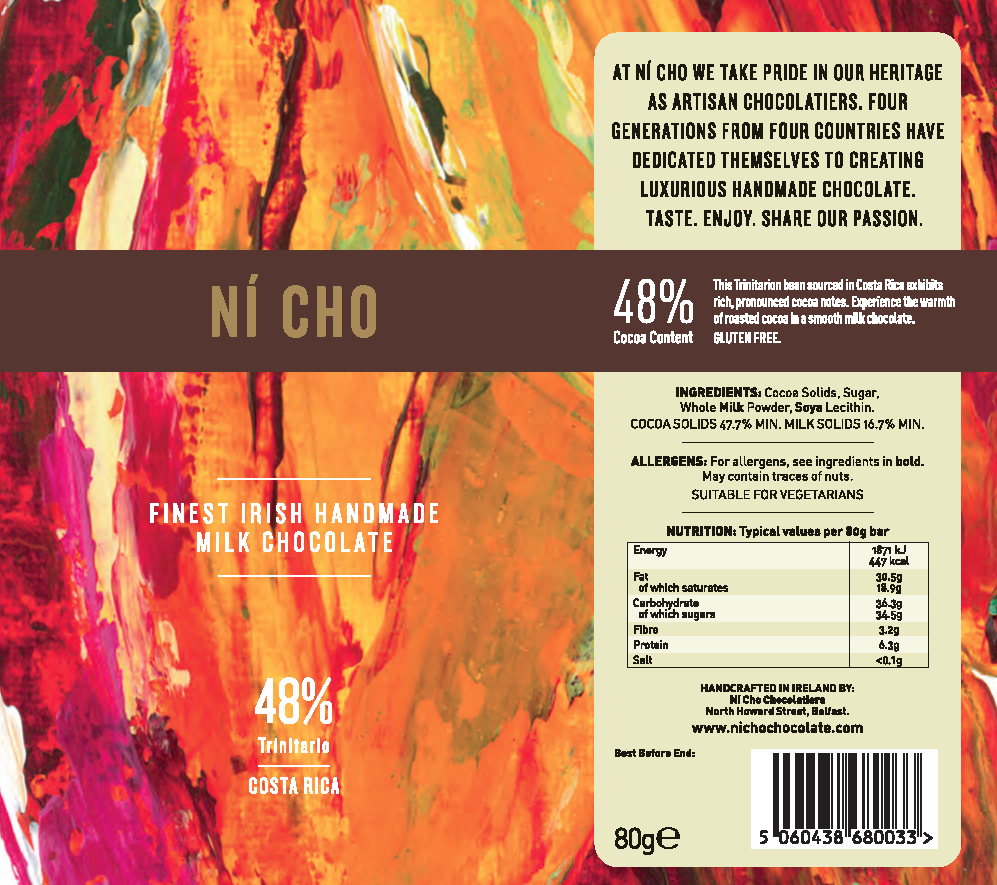 NÍ CHO
FINEST IRISH HANDMADE
MILK CHOCOLATE
48%
Trinitario
COSTA RICA
AT NÍ CHO WE TAKE PRIDE IN OUR HERITAGE
AS ARTISAN CHOCOLATIERS. FOUR
GENERATIONS FROM FOUR COUNTRIES HAVE
DEDICATED THEMSELVES TO CREATING
LUXURIOUS HANDMADE CHOCOLATE.
TASTE. ENJOY. SHARE OUR PASSION.
48%
Cocoa Content
This Trinitarion bean sourced in Costa Rica exhibits
rich, pronounced cocoa notes. Experience the warmth
of roasted cocoa in a smooth milk chocolate.
GLUTEN FREE.
INGREDIENTS: Cocoa Solids, Sugar,
Whole Milk Powder, Soya Lecithin.
COCOA SOLIDS 47.7% MIN. MILK SOLIDS 16.7% MIN.
ALLERGENS: For allergens, see ingredients in bold.
May contain traces of nuts.
SUITABLE FOR VEGETARIANS
NUTRITION: Typical values per 80g bar
Energy 1871 kJ
447 kcal
Fat 30.5g
of which saturates 18.9g
Carbohydrate 36.3g
of which sugars 34.5g
Fibre 3.2g
Protein 6.3g
Salt <0.1g
HANDCRAFTED IN IRELAND BY:
Ní Cho Chocolatiers
North Howard Street, Belfast.
www.nichochocolate.com
Best Before End:
80g℮
5 060438 680033 >